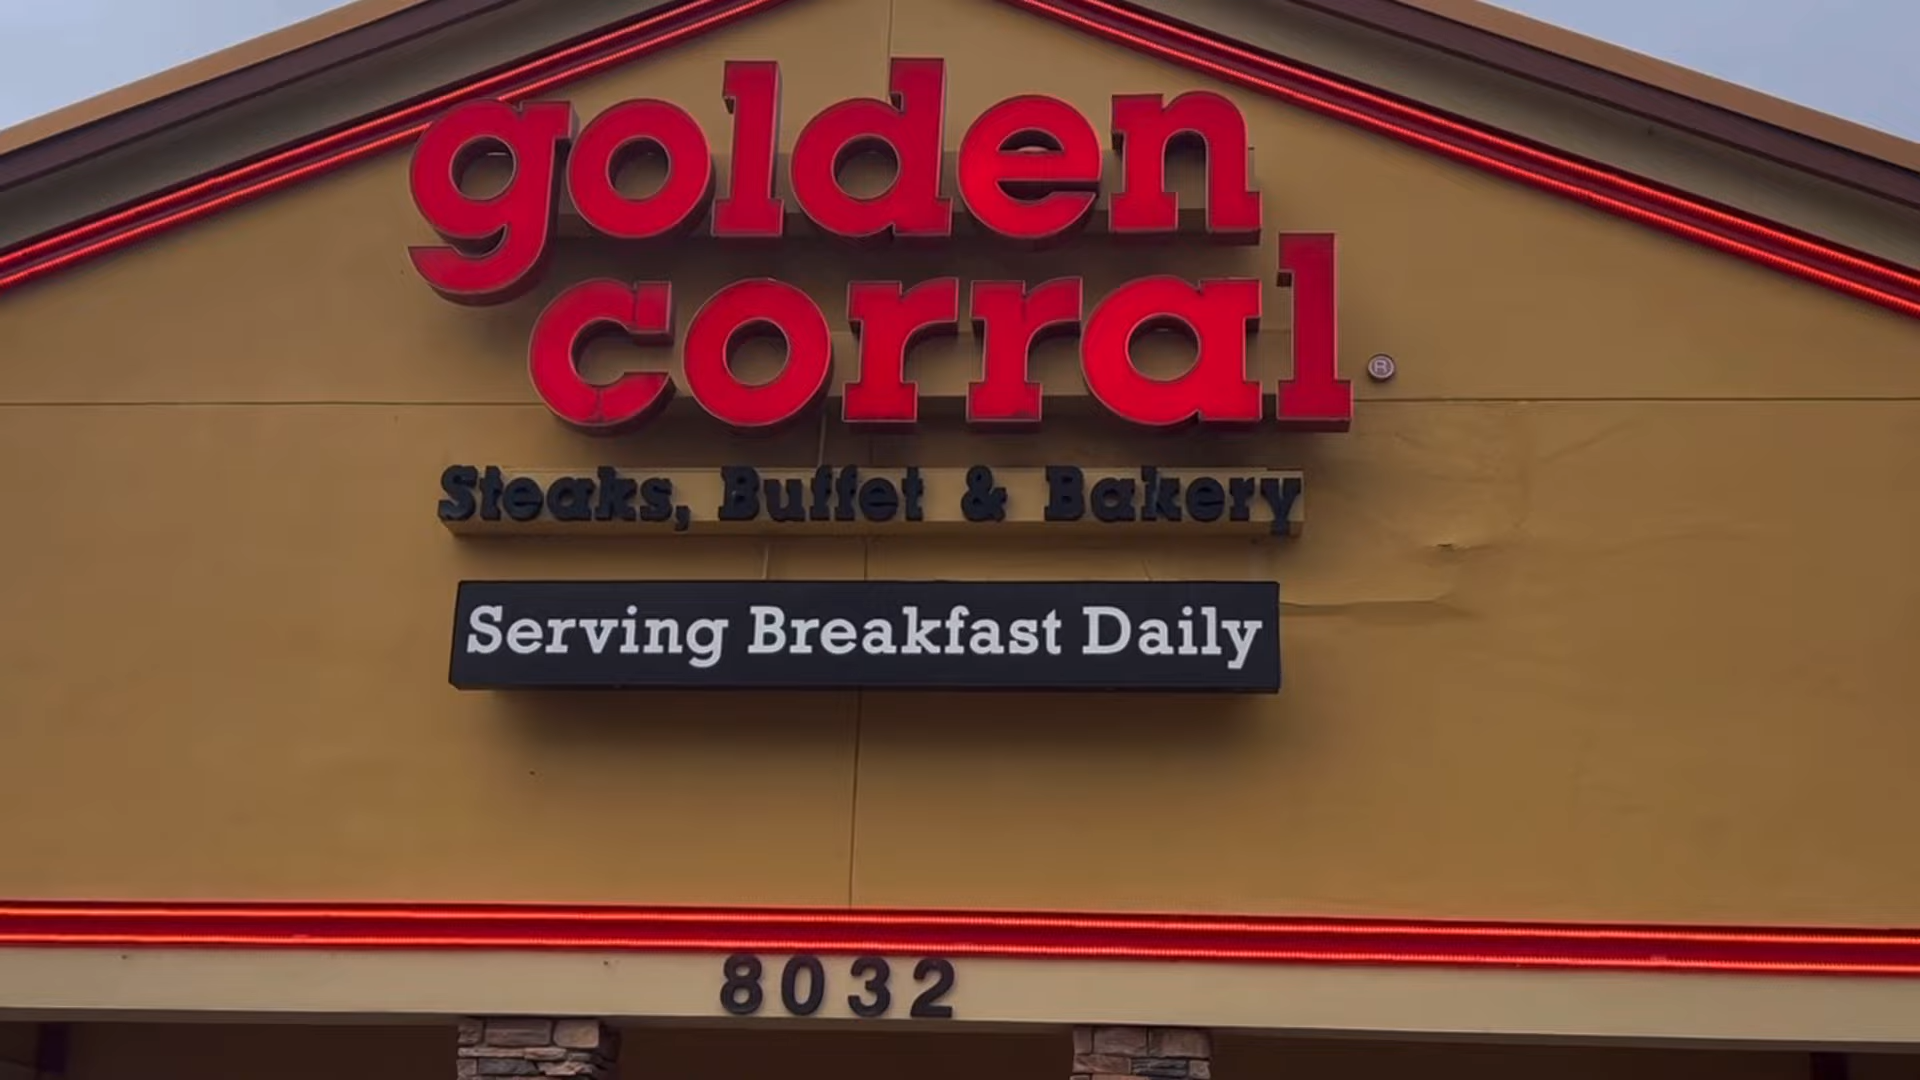 golden
corral ®
Steaks, Buffet & Bakery
Serving Breakfast Daily
8032